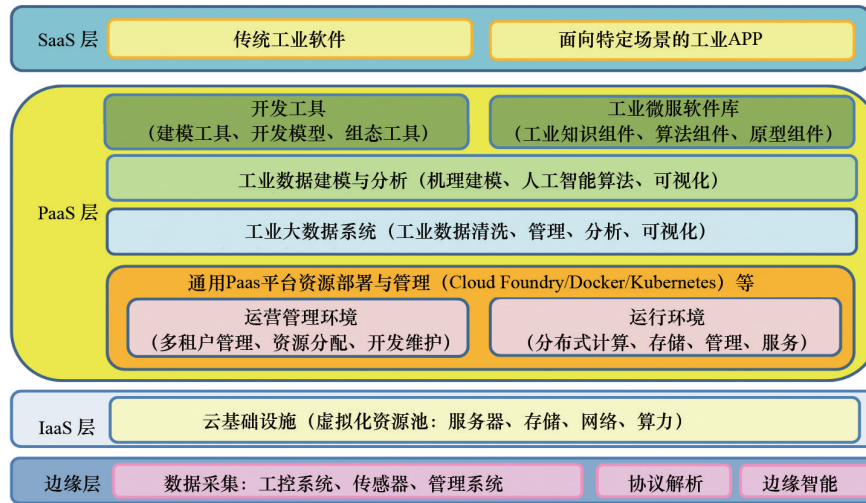 SaaS 层
传统工业软件
面向特定场景的工业APP
PaaS 层
开发工具
（建模工具、开发模型、组态工具）
工业微服软件库
（工业知识组件、算法组件、原型组件）
工业数据建模与分析（机理建模、人工智能算法、可视化）
工业大数据系统（工业数据清洗、管理、分析、可视化）
通用Paas平台资源部署与管理（Cloud Foundry/Docker/Kubernetes）等
运营管理环境
（多租户管理、资源分配、开发维护）
运行环境
（分布式计算、存储、管理、服务）
IaaS 层
云基础设施（虚拟化资源池：服务器、存储、网络、算力）
边缘层
数据采集：工控系统、传感器、管理系统
协议解析
边缘智能